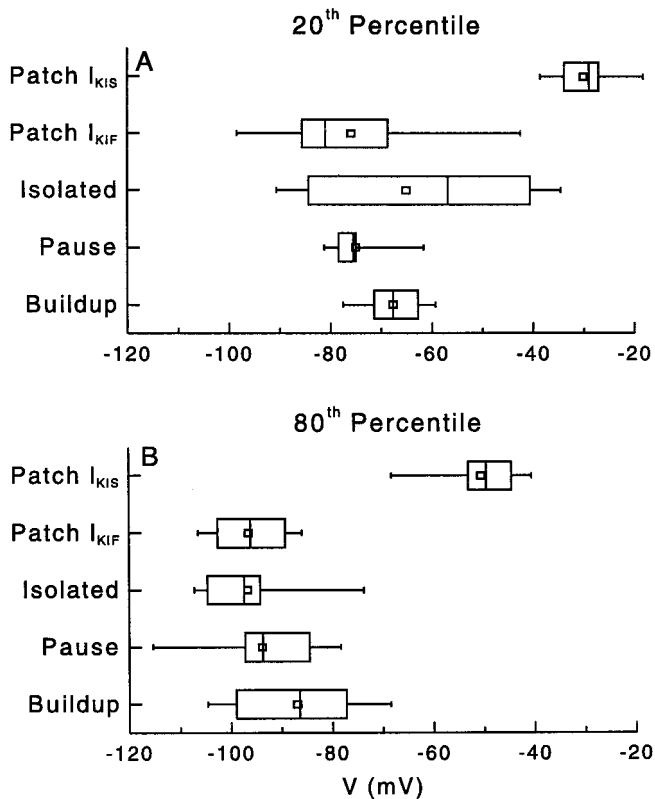 20th Percentile
A
Patch IKIS
Patch IKIF
Isolated
Pause
Buildup
-120 -100 -80 -60 -40 -20
80th Percentile
B
Patch IKIS
Patch IKIF
Isolated
Pause
Buildup
-120 -100 -80 -60 -40 -20
V (mV)